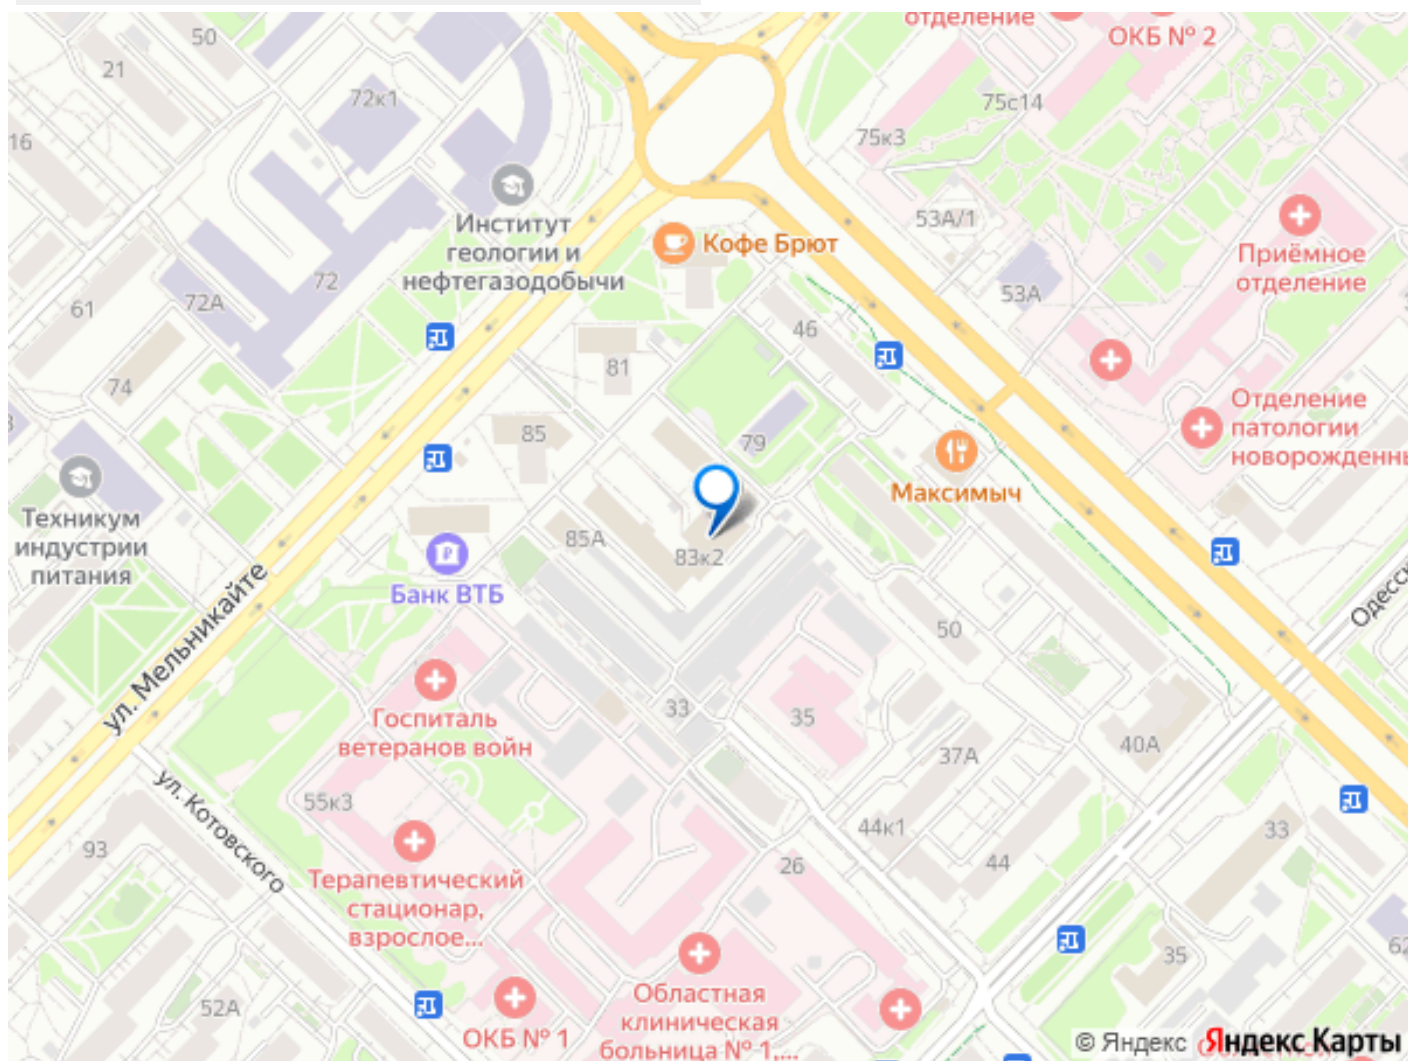 отделение
ОКБ № 2
50
21
72к1
75с14
16
75к3
Институт
геологии и
нефтегазодобычи
Кофе Брют
53А/1
Приёмное
отделение
72
72А
61
53А
46
81
74
85
79
Отделение
патологии
новорожденны
Максимыч
Техникум
индустрии
питания
85А
83к2
Банк ВТБ
ул. Мельникайте
Одесск
50
Госпиталь
ветеранов войн
33
35
37А
40А
ул. Котовского
55к3
93
44к1
33
Терапевтический
стационар,
взрослое...
26
44
35
62
52А
ОКБ № 1
Областная
клиническая
больница № 1,...
© Яндекс Яндекс Карты